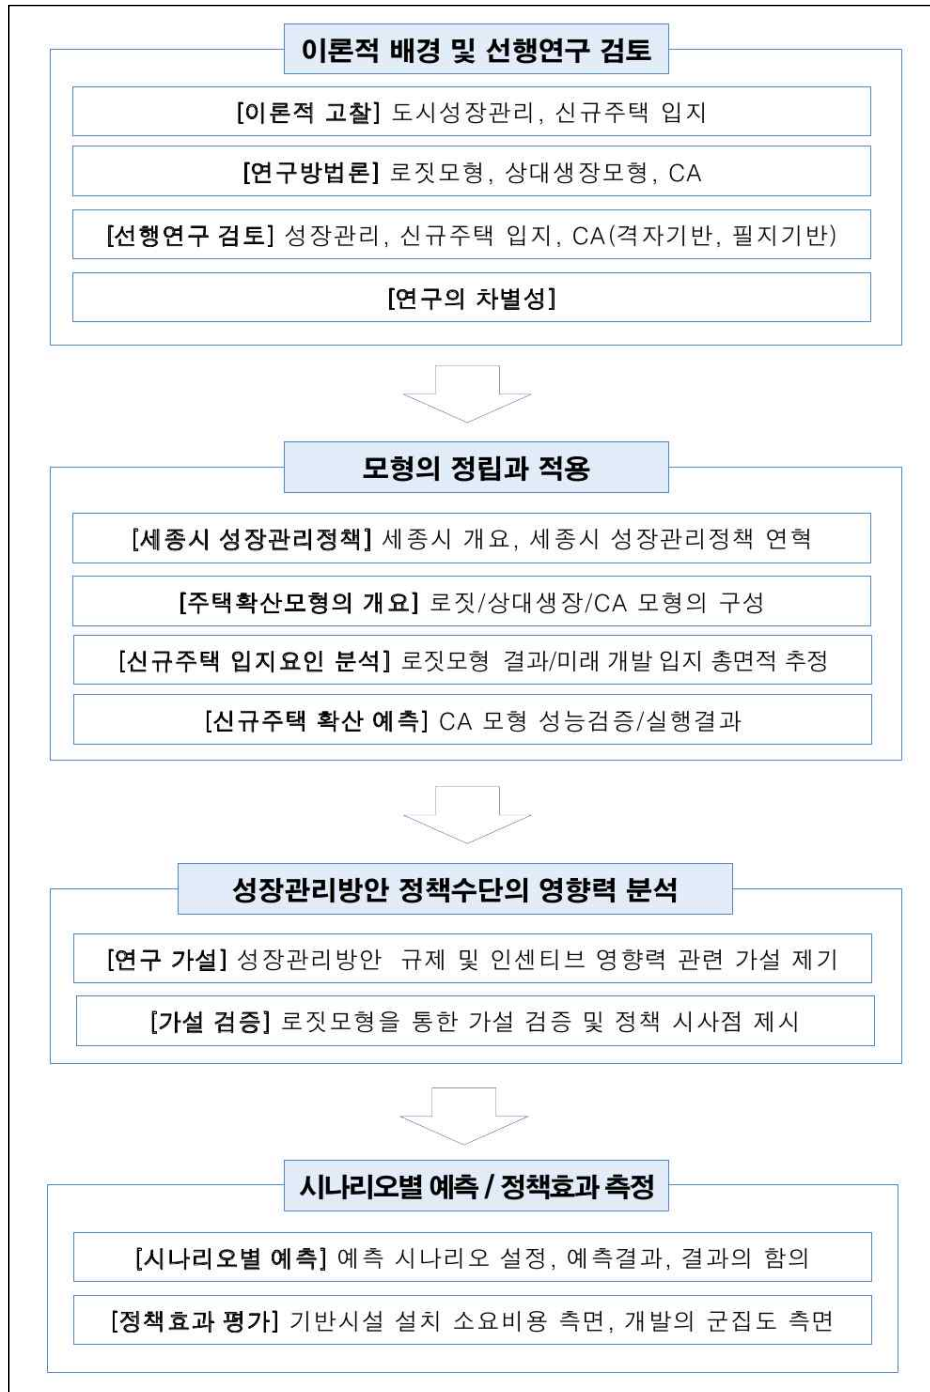 이론적 배경 및 선행연구 검토
[이론적 고찰] 도시성장관리, 신규주택 입지
[연구방법론] 로짓모형, 상대생장모형, CA
[선행연구 검토] 성장관리, 신규주택 입지, CA(격자기반, 필지기반)
[연구의 차별성]
모형의 정립과 적용
[세종시 성장관리정책] 세종시 개요, 세종시 성장관리정책 연혁
[주택확산모형의 개요] 로짓/상대생장/CA 모형의 구성
[신규주택 입지요인 분석] 로짓모형 결과/미래 개발 입지 총면적 추정
[신규주택 확산 예측] CA 모형 성능검증/실행결과
성장관리방안 정책수단의 영향력 분석
[연구 가설] 성장관리방안 규제 및 인센티브 영향력 관련 가설 제기
[가설 검증] 로짓모형을 통한 가설 검증 및 정책 시사점 제시
시나리오별 예측 / 정책효과 측정
[시나리오별 예측] 예측 시나리오 설정, 예측결과, 결과의 함의
[정책효과 평가] 기반시설 설치 소요비용 측면, 개발의 군집도 측면